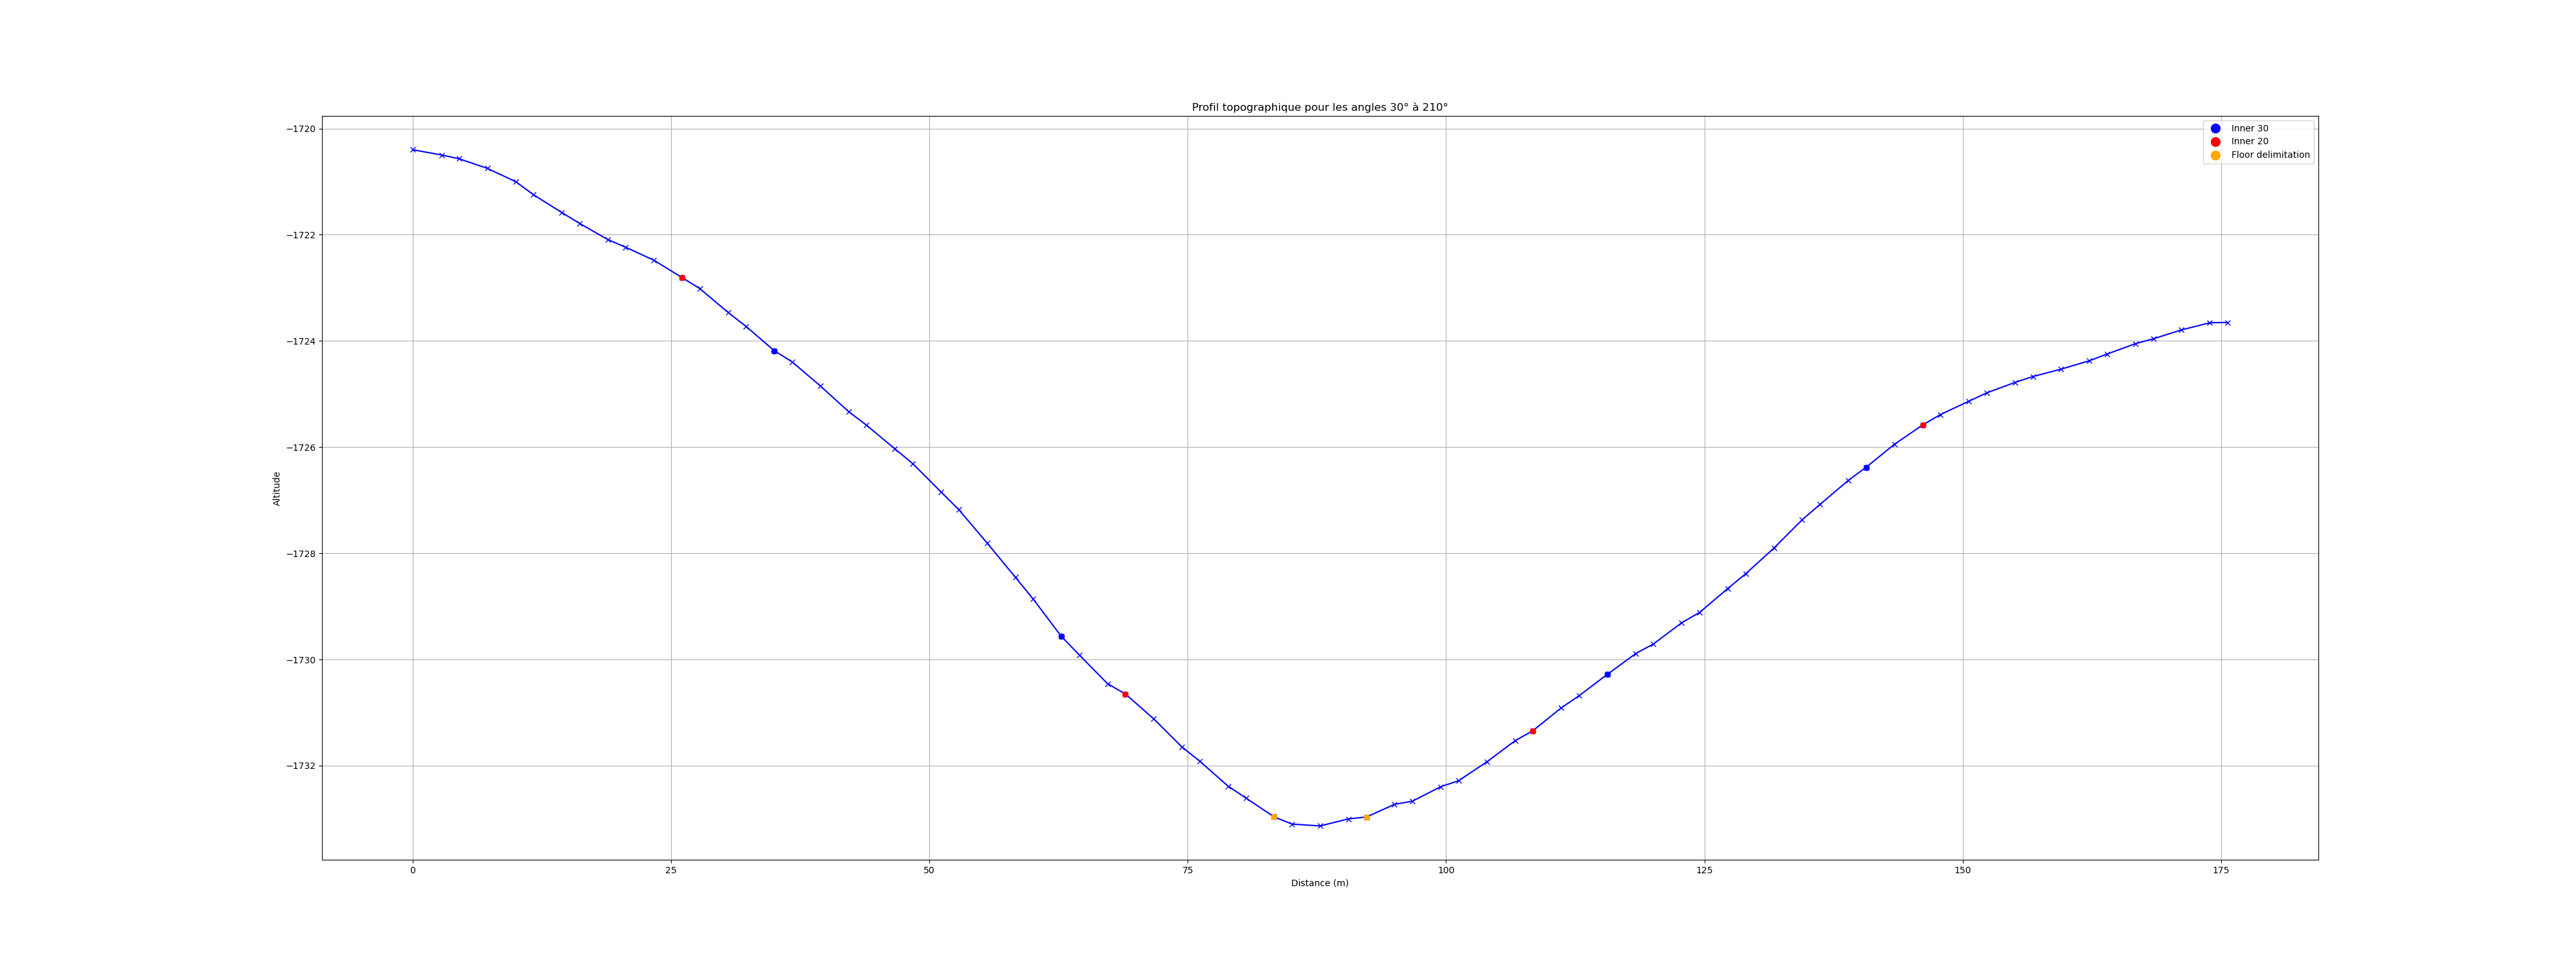 Profil topographique pour les angles 30° à 210°
Inner 30
Inner 20
Floor delimitation
−1720
−1722
−1724
−1726
−1728
−1730
−1732
Altitude
0 25 50 75 100 125 150 175
Distance (m)